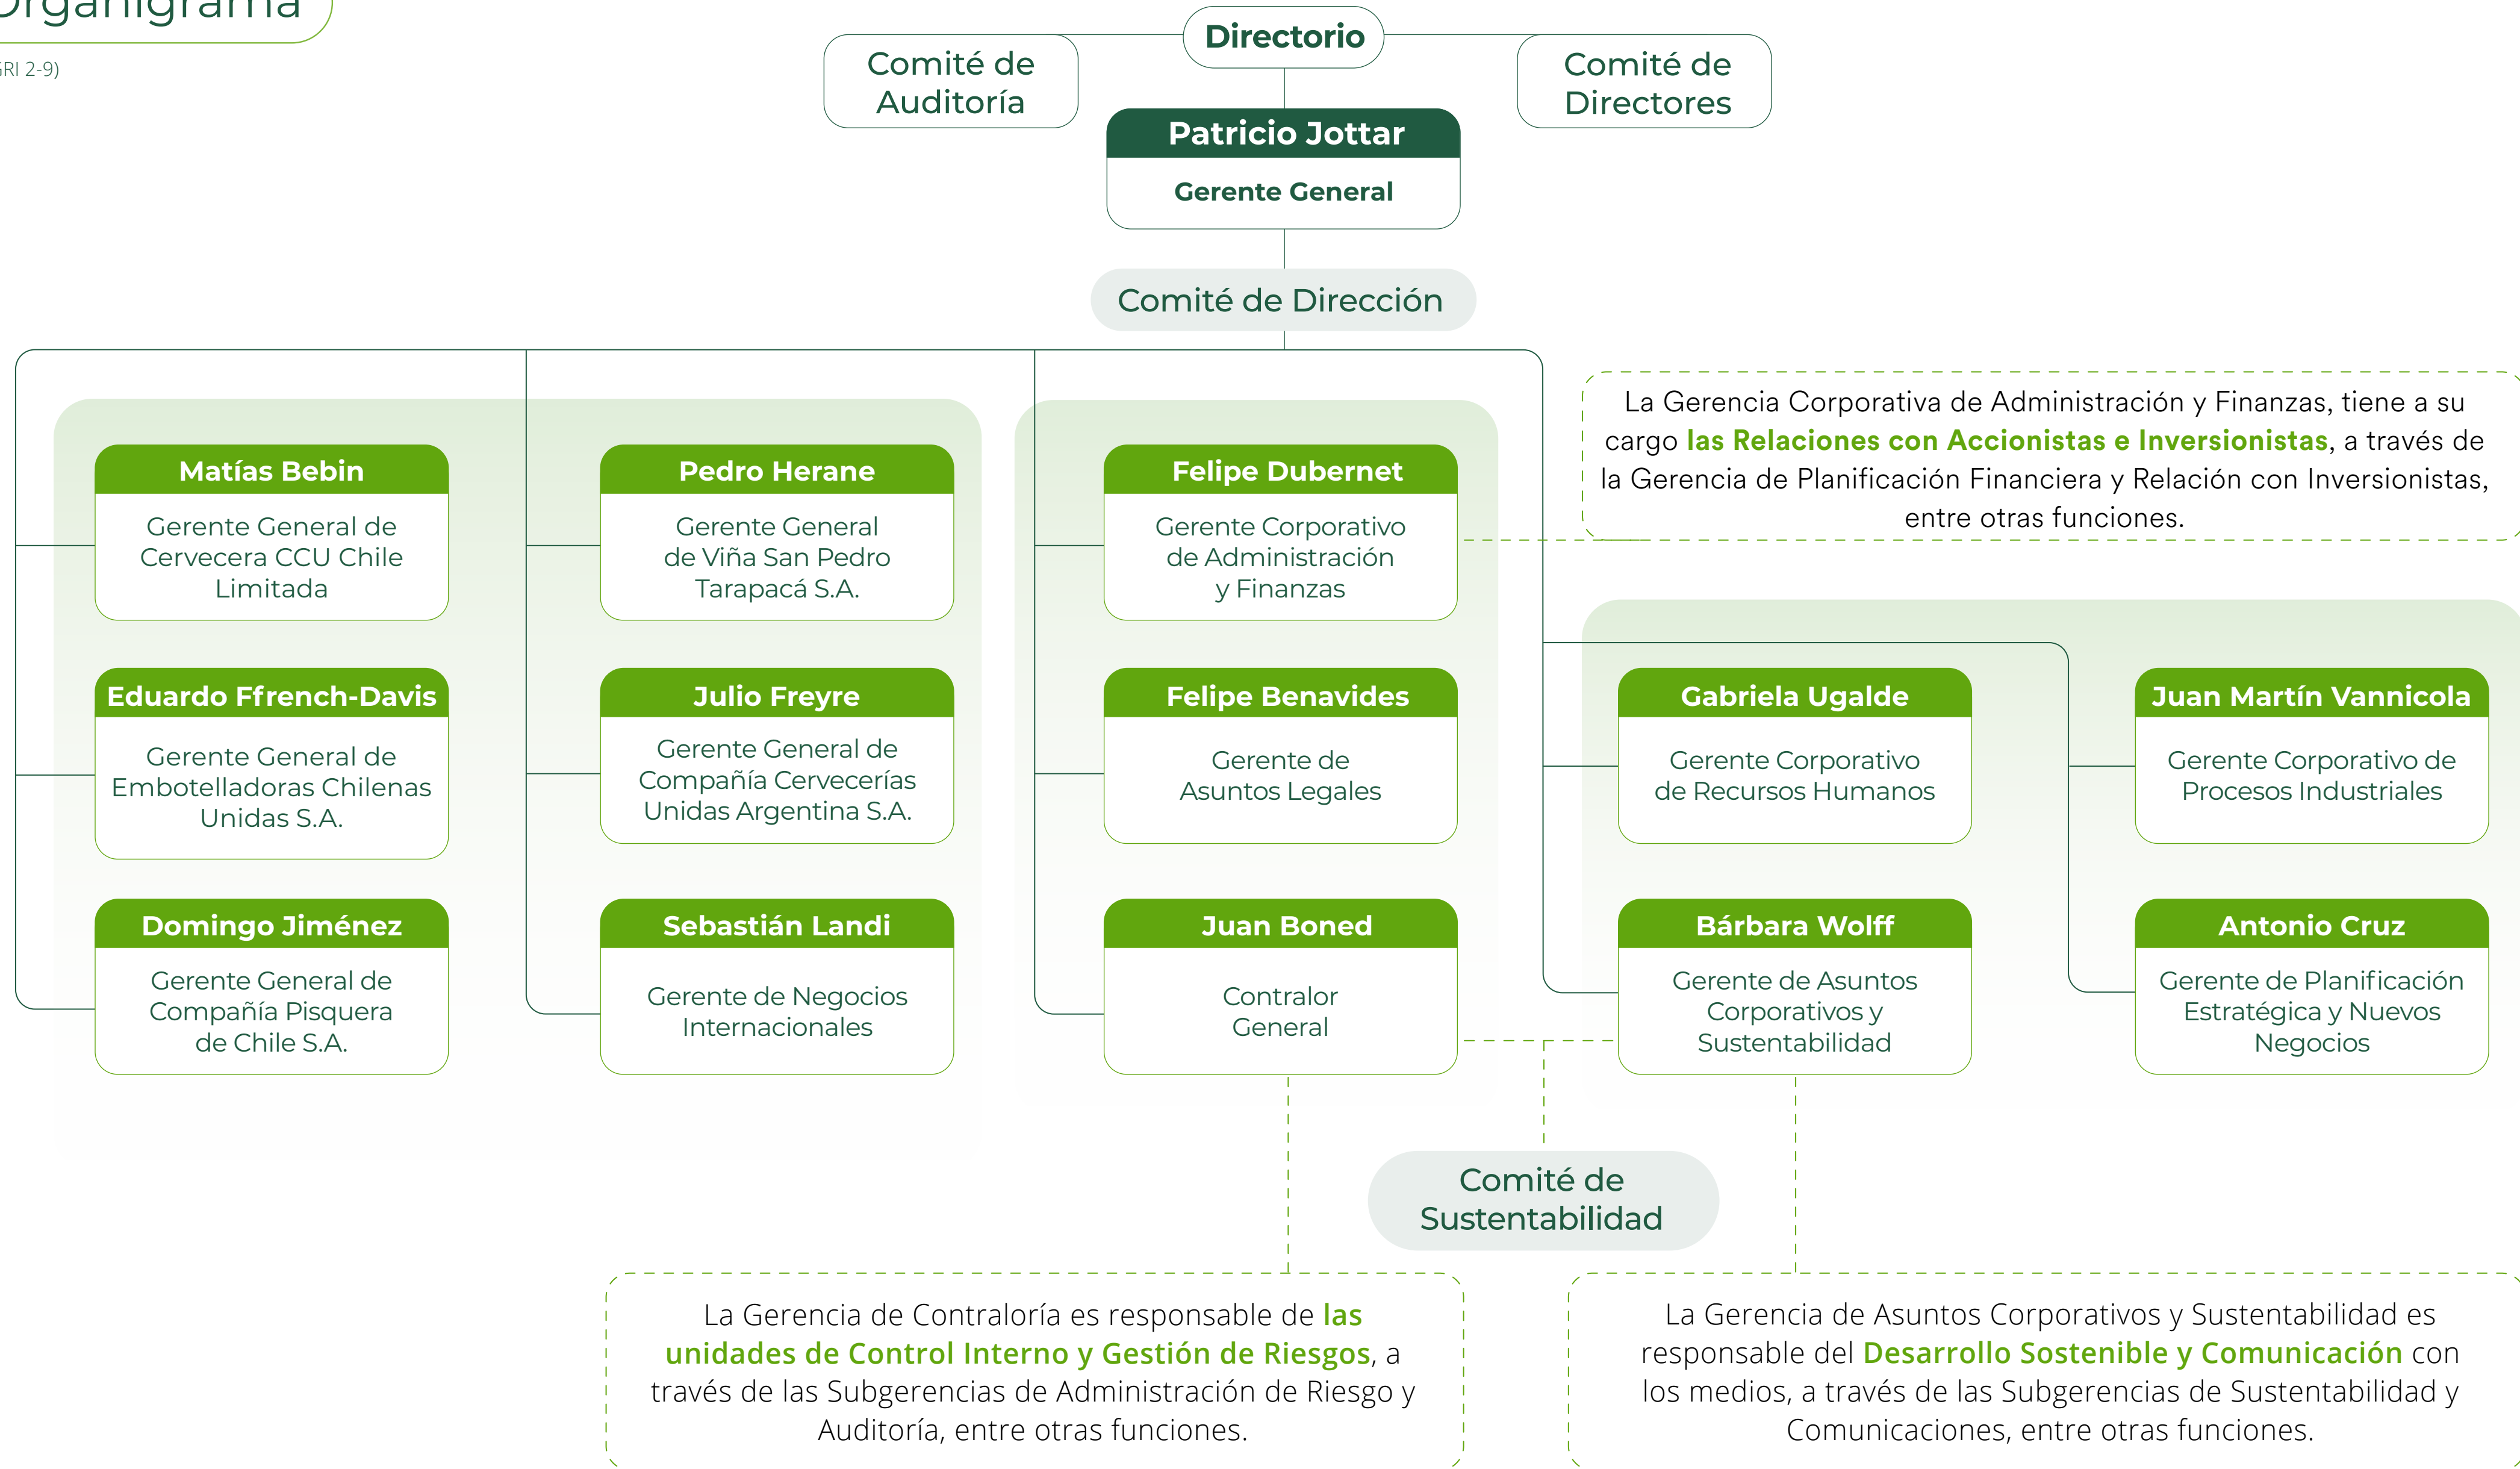 Organigrama
GRI 2-9)
Directorio
Comité de
Auditoría
Comité de
Directores
Patricio Jottar
Gerente General
Comité de Dirección
La Gerencia Corporativa de Administración y Finanzas, tiene a su
cargo las Relaciones con Accionistas e Inversionistas, a través de
la Gerencia de Planificación Financiera y Relación con Inversionistas,
entre otras funciones.
Matías Bebin
Gerente General de
Cervecera CCU Chile
Limitada
Pedro Herane
Gerente General
de Viña San Pedro
Tarapacá S.A.
Felipe Dubernet
Gerente Corporativo
de Administración
y Finanzas
Eduardo Ffrench-Davis
Gerente General de
Embotelladoras Chilenas
Unidas S.A.
Julio Freyre
Gerente General de
Compañía Cervecerías
Unidas Argentina S.A.
Felipe Benavides
Gerente de
Asuntos Legales
Gabriela Ugalde
Gerente Corporativo
de Recursos Humanos
Juan Martín Vannicola
Gerente Corporativo de
Procesos Industriales
Domingo Jiménez
Gerente General de
Compañía Pisquera
de Chile S.A.
Sebastián Landi
Gerente de Negocios
Internacionales
Juan Boned
Contralor
General
Bárbara Wolff
Gerente de Asuntos
Corporativos y
Sustentabilidad
Antonio Cruz
Gerente de Planificación
Estratégica y Nuevos
Negocios
Comité de
Sustentabilidad
La Gerencia de Contraloría es responsable de las
unidades de Control Interno y Gestión de Riesgos, a
través de las Subgerencias de Administración de Riesgo y
Auditoría, entre otras funciones.
La Gerencia de Asuntos Corporativos y Sustentabilidad es
responsable del Desarrollo Sostenible y Comunicación con
los medios, a través de las Subgerencias de Sustentabilidad y
Comunicaciones, entre otras funciones.